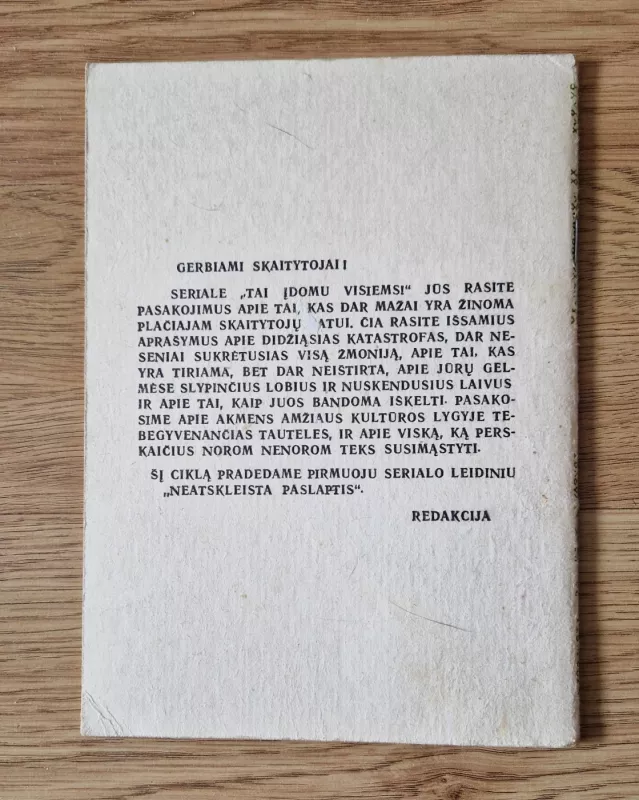 GERBIAMI SKAITYTOJAI!
SERIALE „TAI ĮDOMU VISIEMS!“ JŪS RASITE
PASAKOJIMUS APIE TAI, KAS DAR MAŽAI YRA ŽINOMA
PLAČIAJAM SKAITYTOJŲ ATUI. ČIA RASITE IŠSAMIUS
APRAŠYMUS APIE DIDŽIĄSIAS KATASTROFAS, DAR NE-
SENIAI SUKRĖTUSIAS VISĄ ŽMONIJĄ, APIE TAI, KAS
YRA TIRIAMA, BET DAR NEIŠTIRTA, APIE JŪRŲ GEL-
MĖSE SLYPINČIUS LOBIUS IR NUSKENDUSIUS LAIVUS
IR APIE TAI, KAIP JUOS BANDOMA IŠKELTI. PASAKO-
SIME APIE AKMENS AMŽIAUS KULTŪROS LYGYJE TE-
BEGYVENANČIAS TAUTELES, IR APIE VISKĄ, KĄ PERS-
KAIČIUS NOROM NENOROM TEKS SUSIMĄSTYTI.
ŠĮ CIKLĄ PRADEDAME PIRMUOJU SERIALO LEIDINIU
„NEATSKLEISTA PASLAPTIS“.
REDAKCIJA